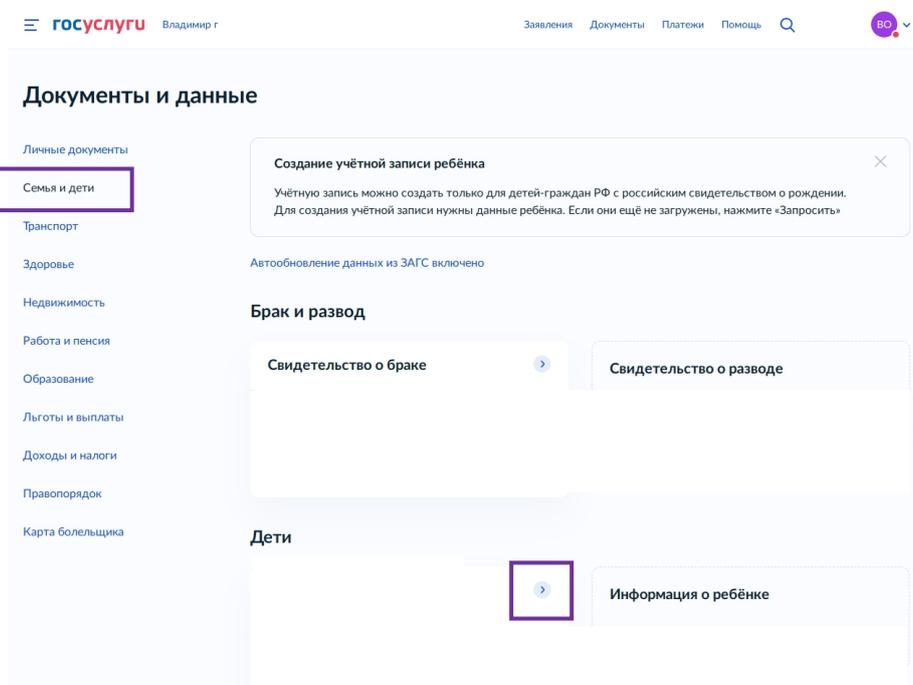 госуслуги
Владимир г
Заявления Документы Платежи Помощь
ВО
Документы и данные
Личные документы
Семья и дети
Транспорт
Здоровье
Недвижимость
Работа и пенсия
Образование
Льготы и выплаты
Доходы и налоги
Правопорядок
Карта болельщика
Создание учётной записи ребёнка
Учётную запись можно создать только для детей-граждан РФ с российским свидетельством о рождении.
Для создания учётной записи нужны данные ребёнка. Если они ещё не загружены, нажмите «Запросить»
Автообновление данных из ЗАГС включено
Брак и развод
Свидетельство о браке
Свидетельство о разводе
Дети
Информация о ребёнке